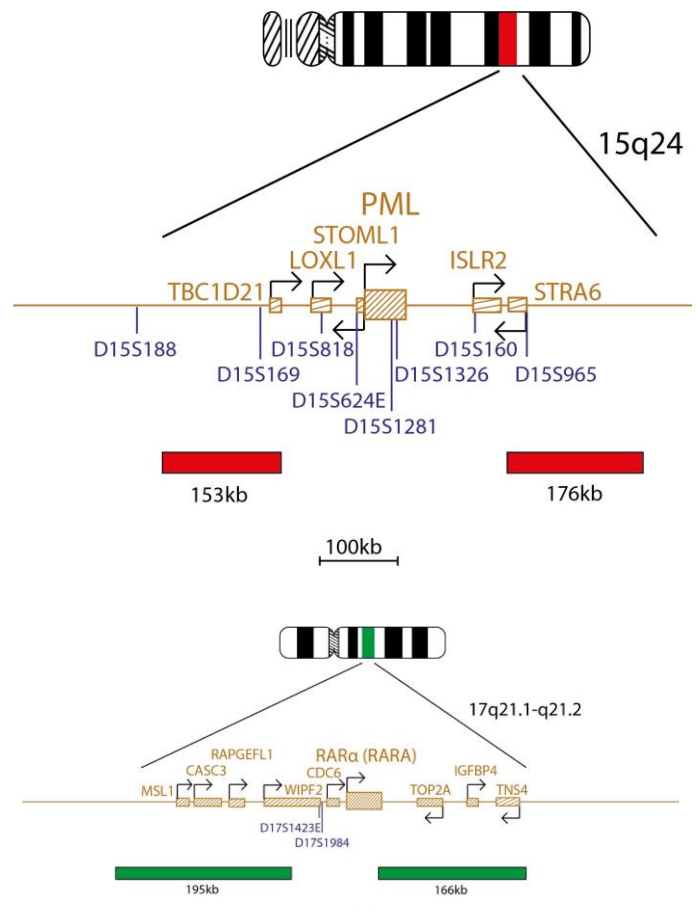 15q24
PML
STOML1
LOXL1
ISLR2
TBC1D21
STRA6
D15S188
D15S818
D15S160
D15S169
D15S1326
D15S965
D15S624E
D15S1281
153kb
176kb
100kb
17q21.1-q21.2
RAPGEFL1
RARα (RARA)
IGFBP4
CASC3
CDC6
MSL1
WIPF2
TOP2A
TNS4
D17S1423E
D17S1984
195kb
166kb